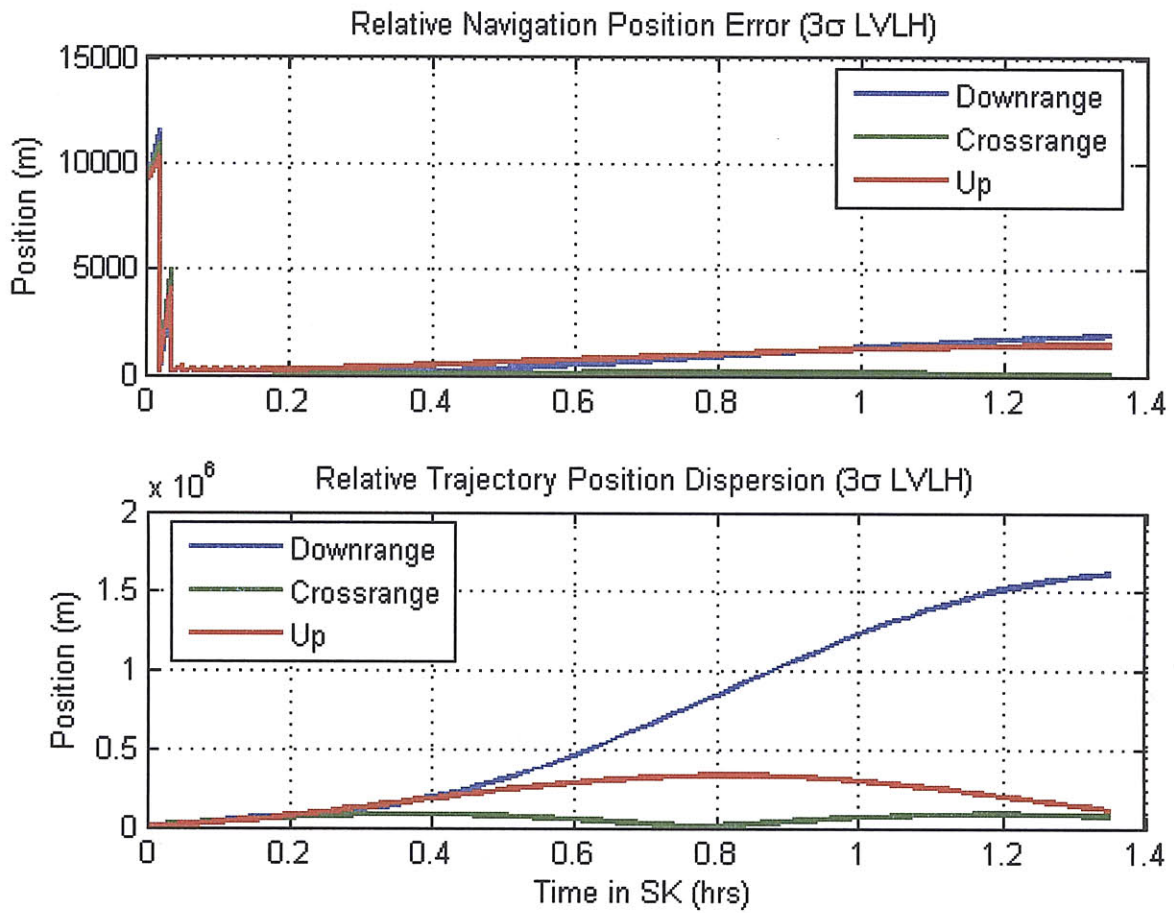 Relative Navigation Position Error (3σ LVLH)
15000
10000
5000
0
Position (m)
Downrange
Crossrange
Up
0 0.2 0.4 0.6 0.8 1 1.2 1.4
Relative Trajectory Position Dispersion (3σ LVLH)
x 10^6
2
1.5
1
0.5
0
Position (m)
Downrange
Crossrange
Up
0 0.2 0.4 0.6 0.8 1 1.2 1.4
Time in SK (hrs)